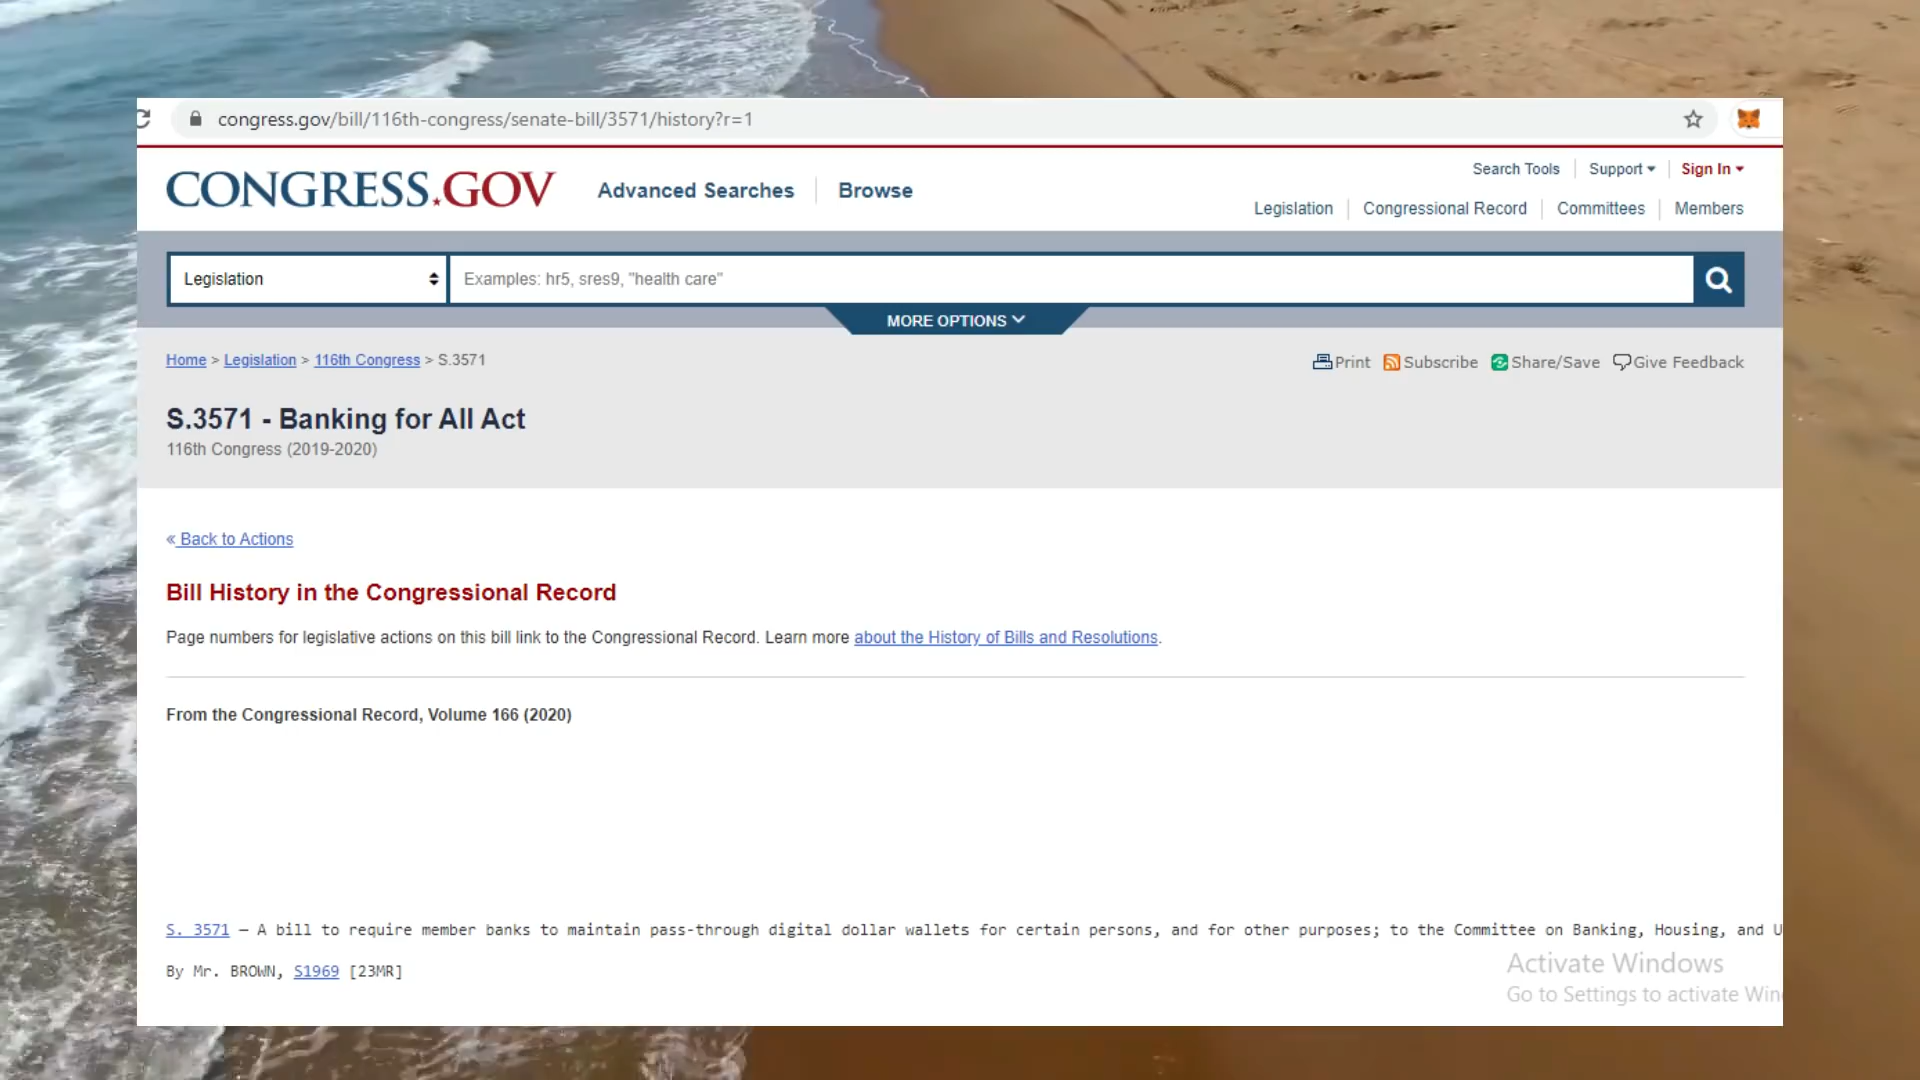 congress.gov/bill/116th-congress/senate-bill/3571/history?r=1
CONGRESS.GOV
Advanced Searches
Browse
Search Tools
Support
Sign In
Legislation
Congressional Record
Committees
Members
Legislation
Examples: hr5, sres9, "health care"
MORE OPTIONS
Home > Legislation > 116th Congress > S.3571
Print
Subscribe
Share/Save
Give Feedback
S.3571 - Banking for All Act
116th Congress (2019-2020)
« Back to Actions
Bill History in the Congressional Record
Page numbers for legislative actions on this bill link to the Congressional Record. Learn more about the History of Bills and Resolutions.
From the Congressional Record, Volume 166 (2020)
S. 3571 — A bill to require member banks to maintain pass-through digital dollar wallets for certain persons, and for other purposes; to the Committee on Banking, Housing, and U
By Mr. BROWN, S1969 [23MR]
Activate Windows
Go to Settings to activate Win